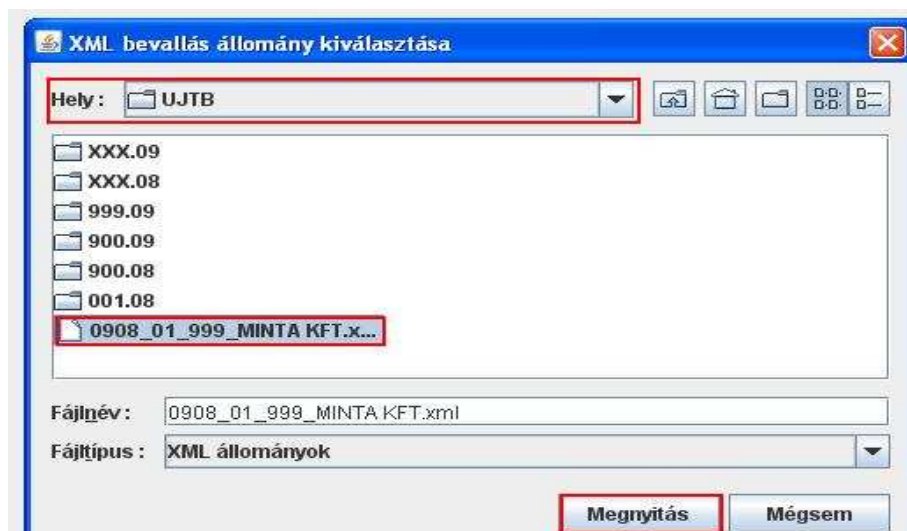 XML bevallás állomány kiválasztása
Hely: UJTB
XXX.09
XXX.08
999.09
900.09
900.08
001.08
0908_01_999_MINTA KFT.x...
Fájlnév: 0908_01_999_MINTA KFT.xml
Fájltípus: XML állományok
Megnyitás Mégsem